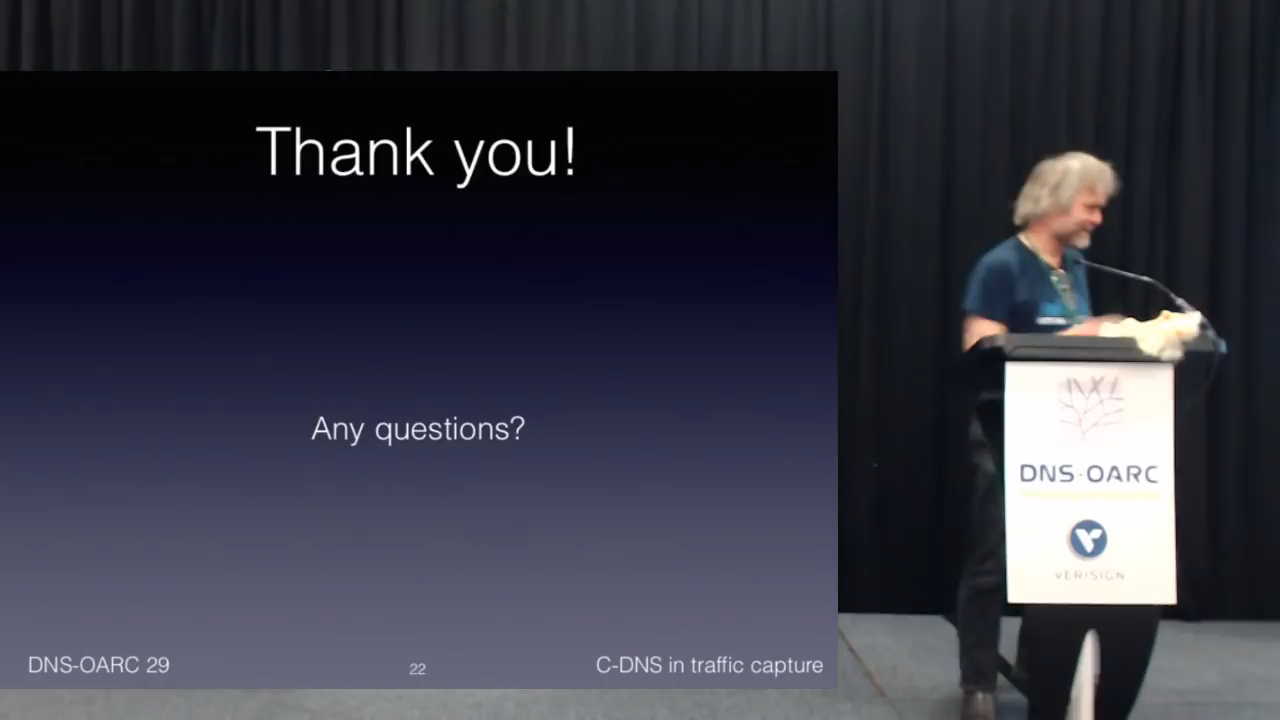 Thank you!
Any questions?
DNS-OARC 29
22
C-DNS in traffic capture
DNS-OARC
VERISIGN